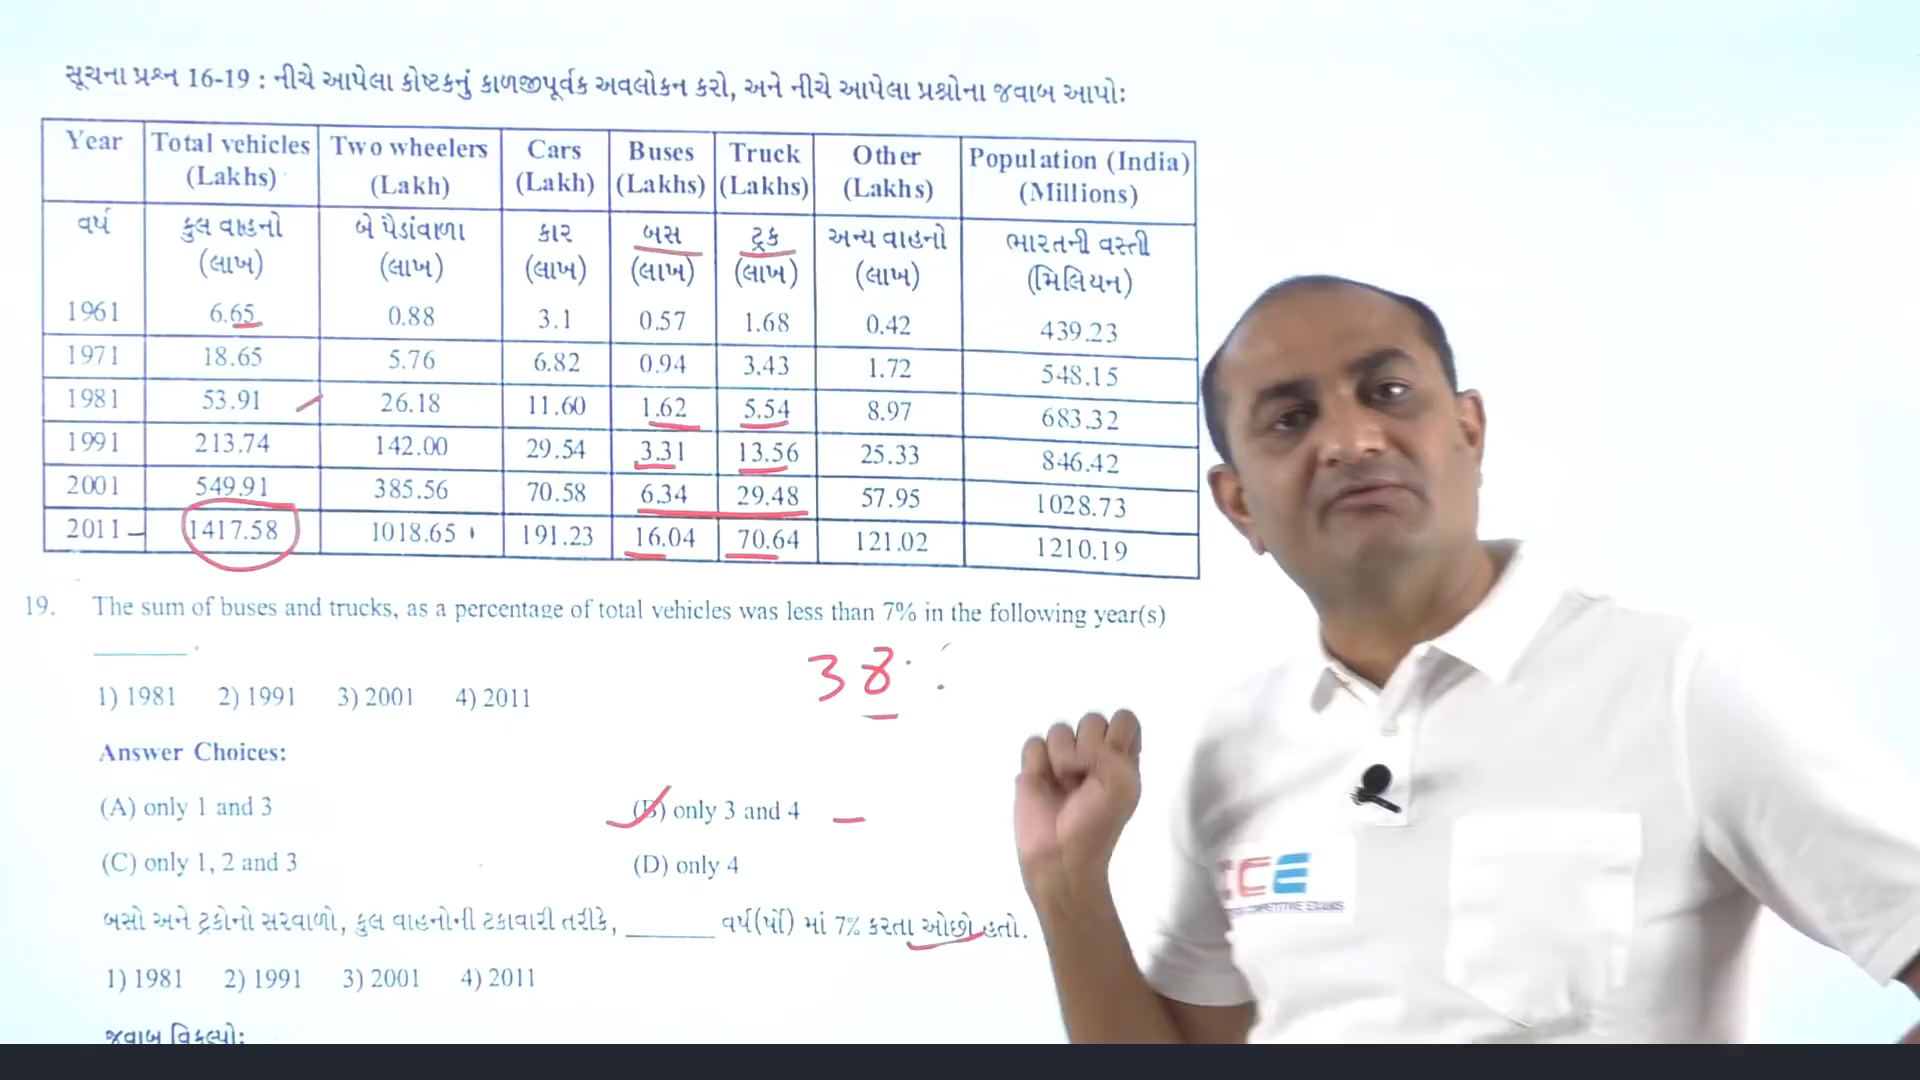 સૂચના પ્રશ્ન 16-19 : નીચે આપેલા કોષ્ટકનું કાળજીપૂર્વક અવલોકન કરો, અને નીચે આપેલા પ્રશ્નોના જવાબ આપોઃ
Year Total vehicles (Lakhs) Two wheelers (Lakh) Cars (Lakh) Buses (Lakhs) Truck (Lakhs) Other (Lakhs) Population (India) (Millions)
વર્ષ કુલ વાહનો (લાખ) બે પૈડાંવાળા (લાખ) કાર (લાખ) બસ (લાખ) ટ્રક (લાખ) અન્ય વાહનો (લાખ) ભારતની વસ્તી (મિલિયન)
1961 6.65 0.88 3.1 0.57 1.68 0.42 439.23
1971 18.65 5.76 6.82 0.94 3.43 1.72 548.15
1981 53.91 26.18 11.60 1.62 5.54 8.97 683.32
1991 213.74 142.00 29.54 3.31 13.56 25.33 846.42
2001 549.91 385.56 70.58 6.34 29.48 57.95 1028.73
2011 1417.58 1018.65 191.23 16.04 70.64 121.02 1210.19
19. The sum of buses and trucks, as a percentage of total vehicles was less than 7% in the following year(s)
______ .
38
1) 1981 2) 1991 3) 2001 4) 2011
Answer Choices:
(A) only 1 and 3 (B) only 3 and 4
(C) only 1, 2 and 3 (D) only 4
બસો અને ટ્રકોનો સરવાળો, કુલ વાહનોની ટકાવારી તરીકે, ______ વર્ષ(ર્ષો) માં 7% કરતા ઓછો હતો.
1) 1981 2) 1991 3) 2001 4) 2011
જવાબ વિકલ્પો: